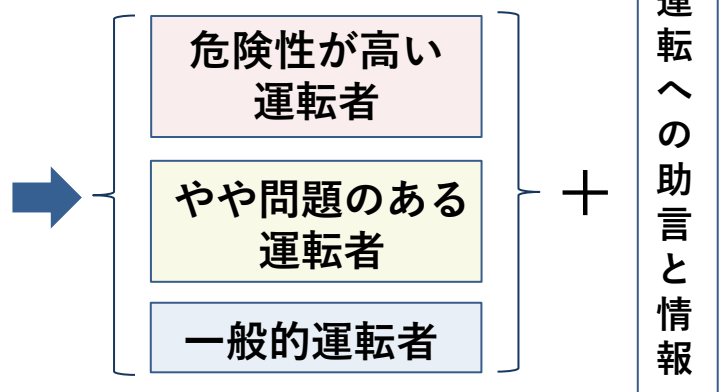 危険性が高い
運転者
やや問題のある
運転者
一般的運転者
＋
運転への助言と情報